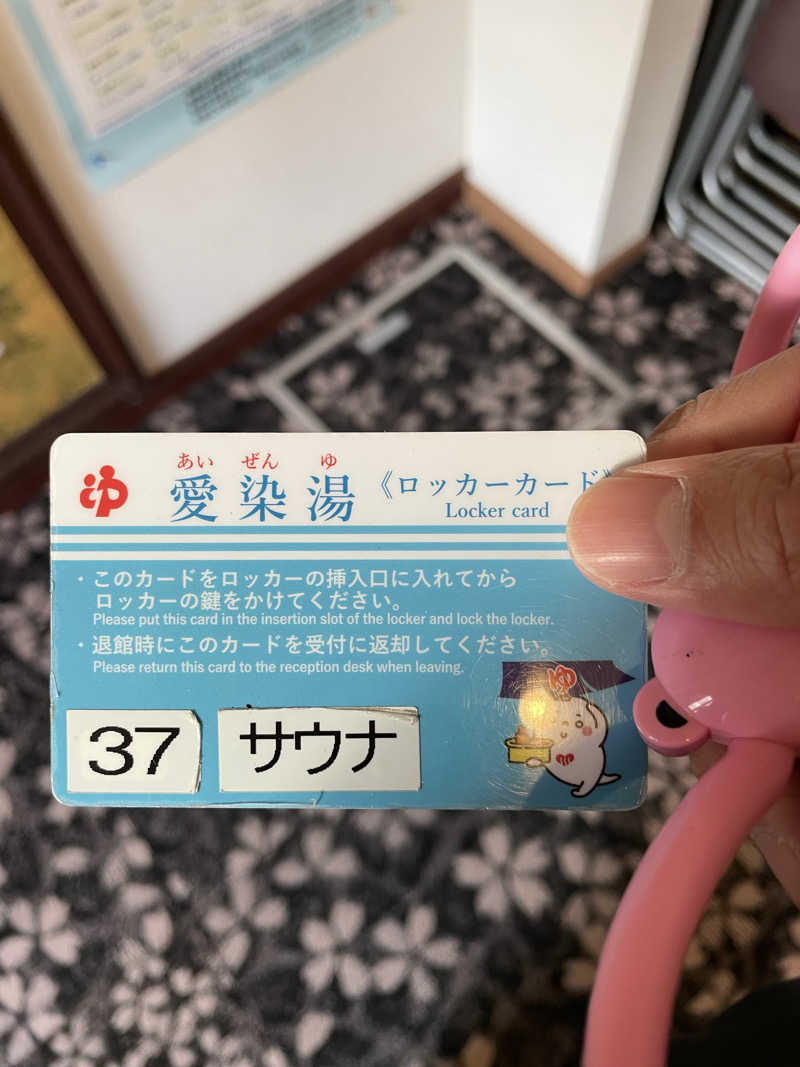 あい ぜん ゆ
愛染湯 《ロッカーカード》
Locker card
・このカードをロッカーの挿入口に入れてから
ロッカーの鍵をかけてください。
Please put this card in the insertion slot of the locker and lock the locker.
・退館時にこのカードを受付に返却してください。
Please return this card to the reception desk when leaving.
ゆ
37 サウナ